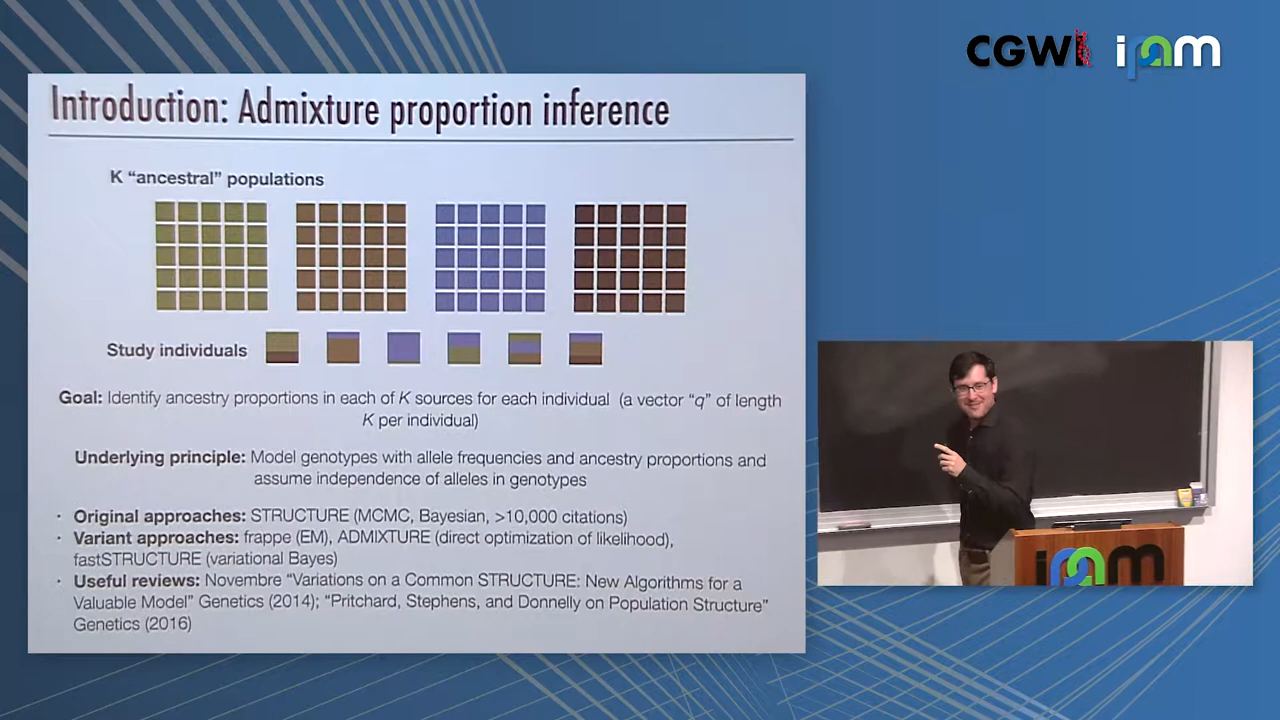 CGWI ipam
Introduction: Admixture proportion inference
K “ancestral” populations
Study individuals
Goal: Identify ancestry proportions in each of K sources for each individual (a vector “q” of length
K per individual)
Underlying principle: Model genotypes with allele frequencies and ancestry proportions and
assume independence of alleles in genotypes
· Original approaches: STRUCTURE (MCMC, Bayesian, >10,000 citations)
· Variant approaches: frappe (EM), ADMIXTURE (direct optimization of likelihood),
fastSTRUCTURE (variational Bayes)
· Useful reviews: Novembre “Variations on a Common STRUCTURE: New Algorithms for a
Valuable Model” Genetics (2014); “Pritchard, Stephens, and Donnelly on Population Structure”
Genetics (2016)
ipam